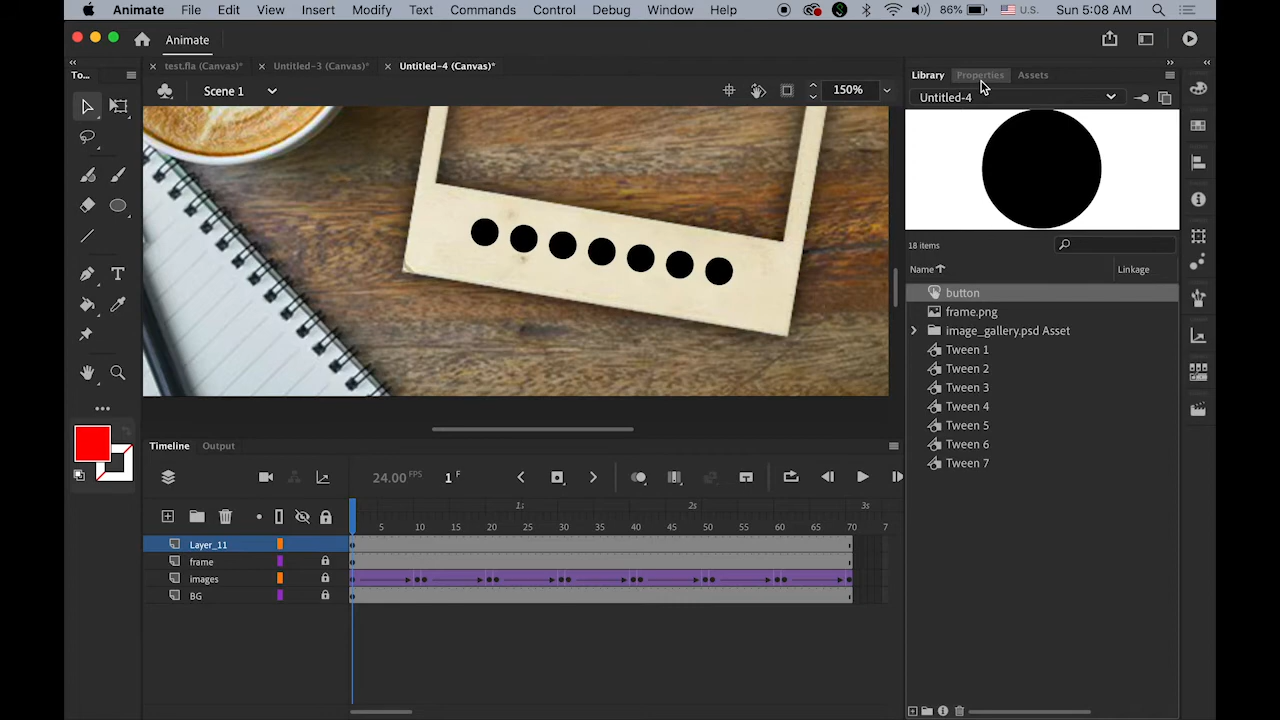 Animate File Edit View Insert Modify Text Commands Control Debug Window Help 86% U.S. Sun 5:08 AM
Animate
To...
test.fla (Canvas)* Untitled-3 (Canvas)* Untitled-4 (Canvas)*
Library Properties Assets
Scene 1 150%
Untitled-4
18 items
Name Linkage
button
frame.png
image_gallery.psd Asset
Tween 1
Tween 2
Tween 3
Tween 4
Tween 5
Tween 6
Tween 7
Timeline Output
24.00 FPS 1 F
1s 2s 3s
5 10 15 20 25 30 35 40 45 50 55 60 65 70 7
Layer_11
frame
images
BG